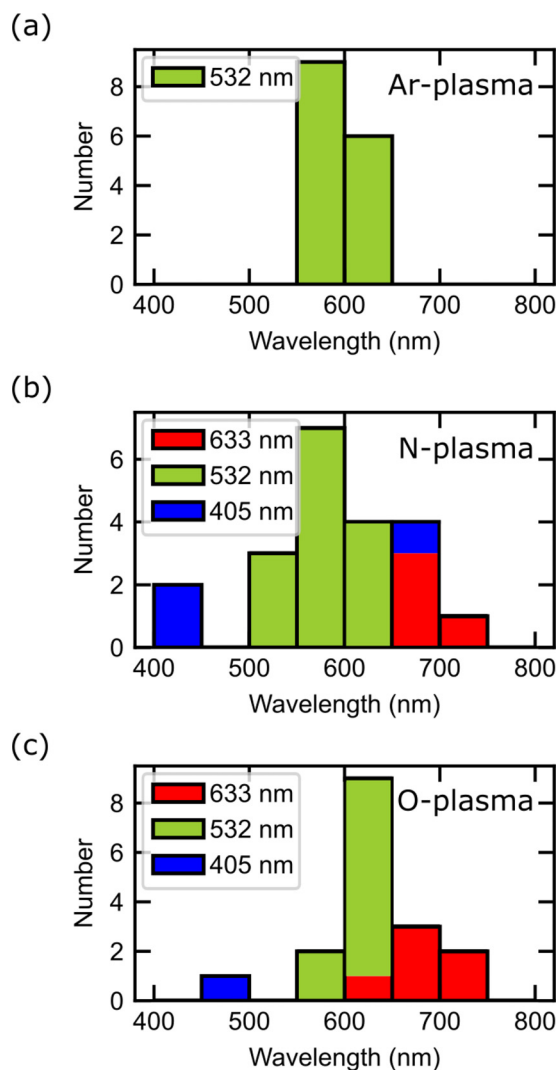 (a)
532 nm
Ar-plasma
8
6
4
2
0
Number
400 500 600 700 800
Wavelength (nm)
(b)
633 nm
532 nm
405 nm
N-plasma
6
4
2
0
Number
400 500 600 700 800
Wavelength (nm)
(c)
633 nm
532 nm
405 nm
O-plasma
8
6
4
2
0
Number
400 500 600 700 800
Wavelength (nm)